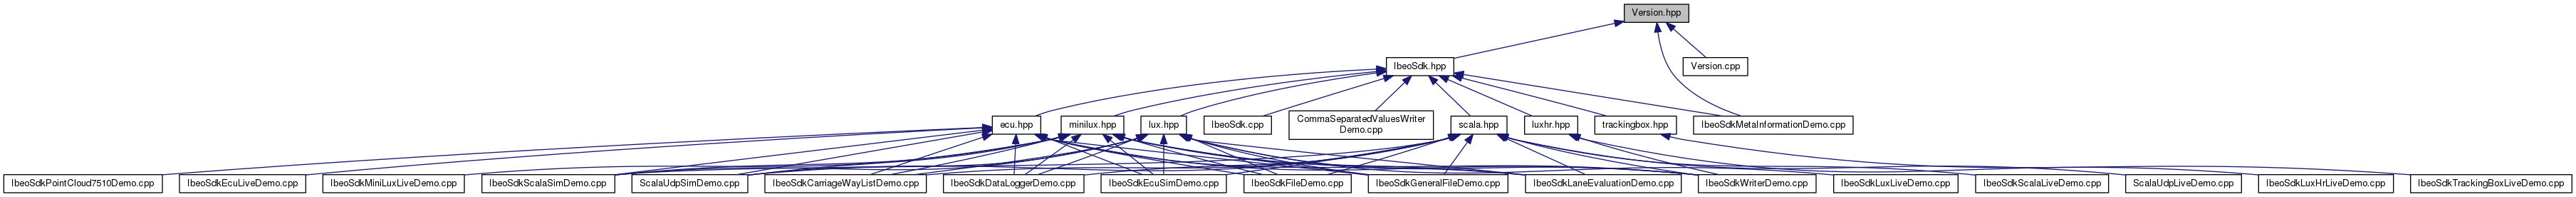 Version.hpp
IbeoSdk.hpp
Version.cpp
ecu.hpp
minilux.hpp
lux.hpp
IbeoSdk.cpp
CommaSeparatedValuesWriter
Demo.cpp
scala.hpp
luxhr.hpp
trackingbox.hpp
IbeoSdkMetaInformationDemo.cpp
IbeoSdkPointCloud7510Demo.cpp
IbeoSdkEcuLiveDemo.cpp
IbeoSdkMiniLuxLiveDemo.cpp
IbeoSdkScalaSimDemo.cpp
ScalaUdpSimDemo.cpp
IbeoSdkCarriageWayListDemo.cpp
IbeoSdkDataLoggerDemo.cpp
IbeoSdkEcuSimDemo.cpp
IbeoSdkFileDemo.cpp
IbeoSdkGeneralFileDemo.cpp
IbeoSdkLaneEvaluationDemo.cpp
IbeoSdkWriterDemo.cpp
IbeoSdkLuxLiveDemo.cpp
IbeoSdkScalaLiveDemo.cpp
ScalaUdpLiveDemo.cpp
IbeoSdkLuxHrLiveDemo.cpp
IbeoSdkTrackingBoxLiveDemo.cpp